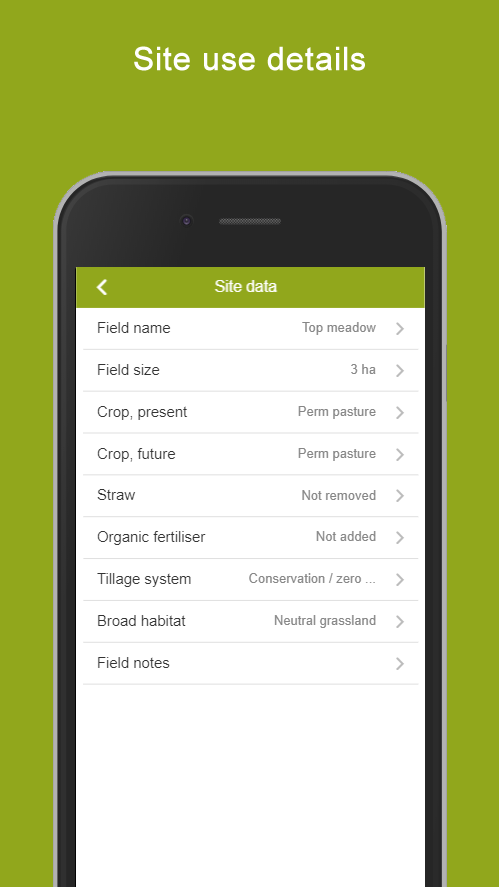 Site use details
Site data
Field name Top meadow
Field size 3 ha
Crop, present Perm pasture
Crop, future Perm pasture
Straw Not removed
Organic fertiliser Not added
Tillage system Conservation / zero ...
Broad habitat Neutral grassland
Field notes